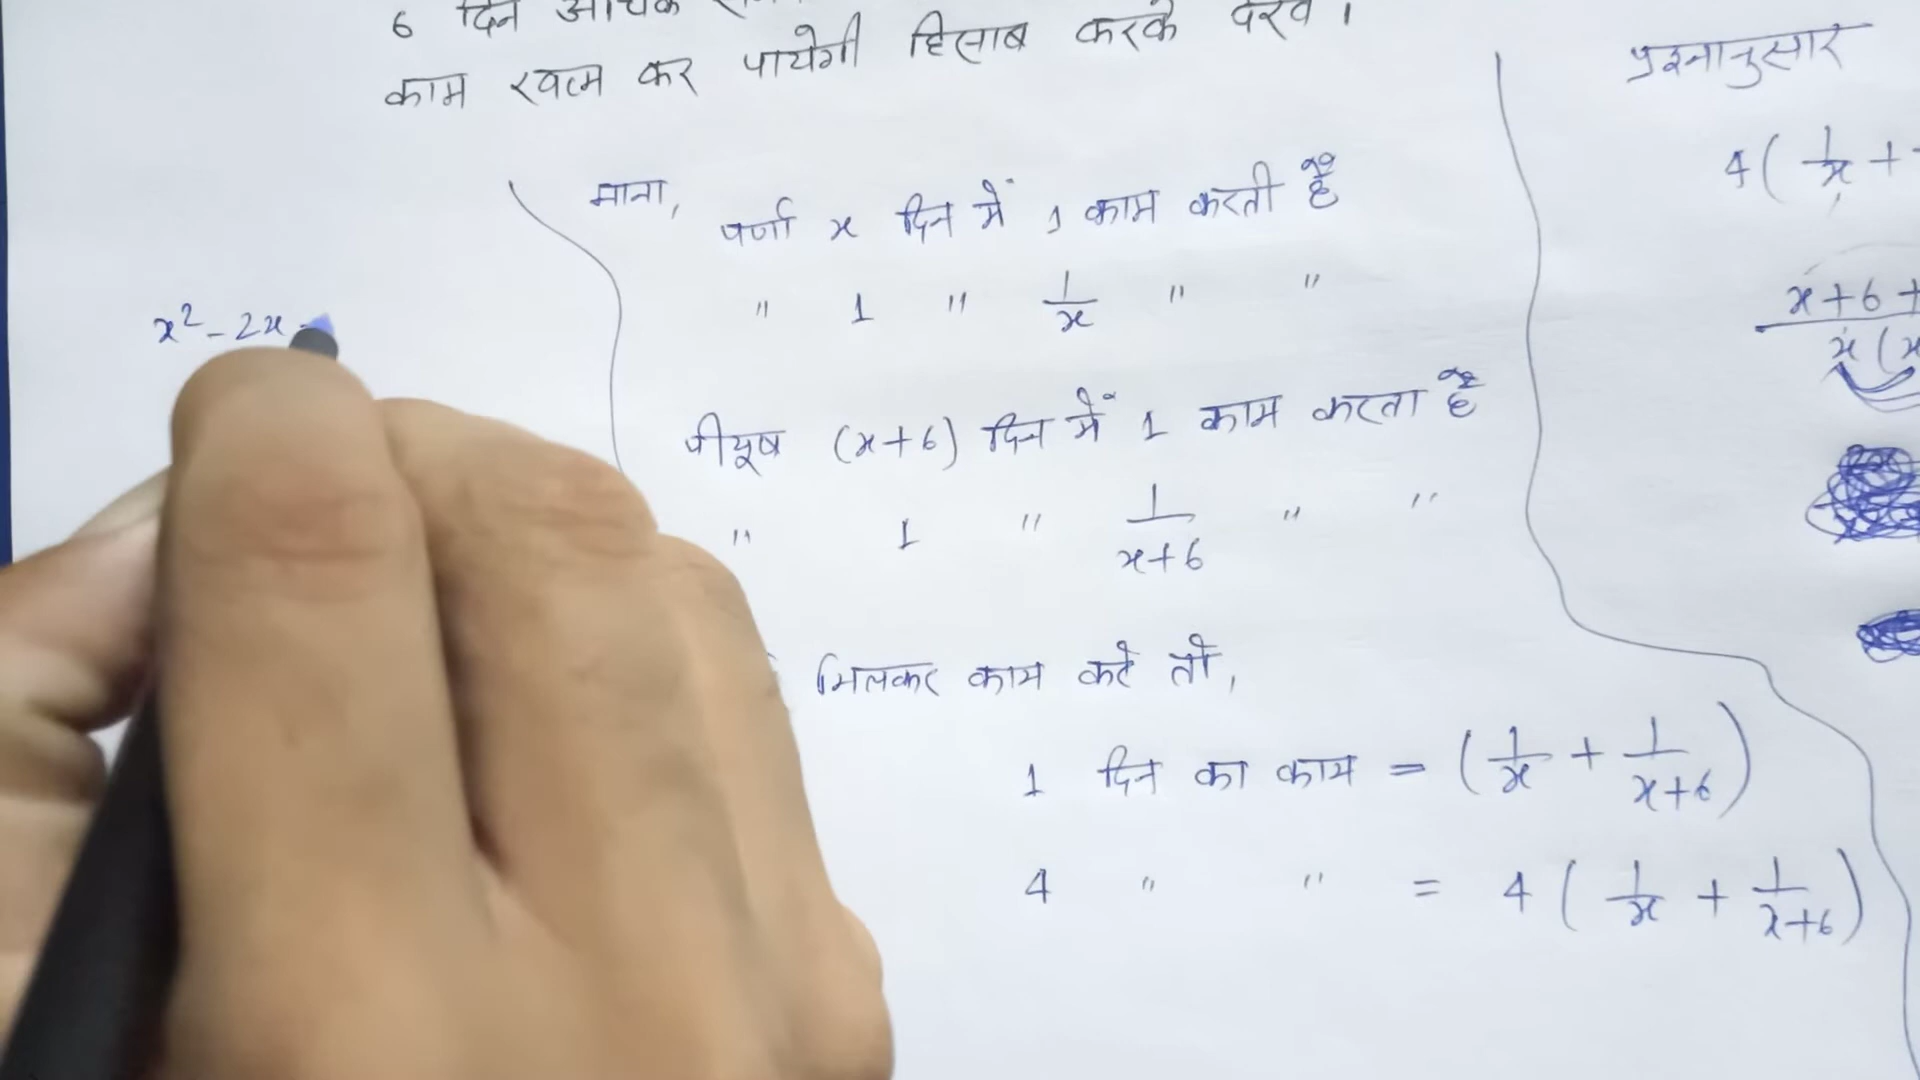 6 दिन अधिक
काम खत्म कर पायेगी हिसाब करके देखे ।
माना,
पर्णा x दिन में 1 काम करती है
" 1 " 1/x " "
पीयूष (x+6) दिन में 1 काम करता है
" 1 " 1/(x+6) " "
मिलकर काम करे तो,
1 दिन का काम = (1/x + 1/(x+6))
4 " " = 4 (1/x + 1/(x+6))
प्रश्नानुसार
4 ( 1/x +
x+6 +
x (x
x² - 2x -